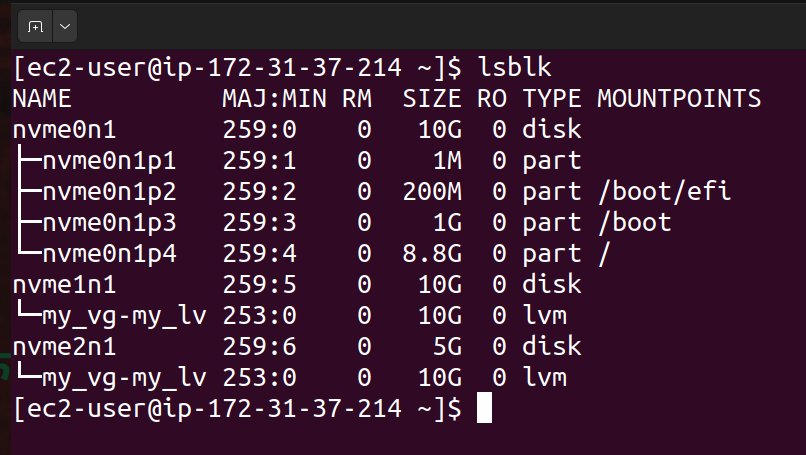 [ec2-user@ip-172-31-37-214 ~]$ lsblk
NAME          MAJ:MIN RM  SIZE RO TYPE MOUNTPOINTS
nvme0n1       259:0    0   10G  0 disk
├─nvme0n1p1   259:1    0    1M  0 part
├─nvme0n1p2   259:2    0  200M  0 part /boot/efi
├─nvme0n1p3   259:3    0    1G  0 part /boot
└─nvme0n1p4   259:4    0  8.8G  0 part /
nvme1n1       259:5    0   10G  0 disk
└─my_vg-my_lv 253:0    0   10G  0 lvm
nvme2n1       259:6    0    5G  0 disk
└─my_vg-my_lv 253:0    0   10G  0 lvm
[ec2-user@ip-172-31-37-214 ~]$